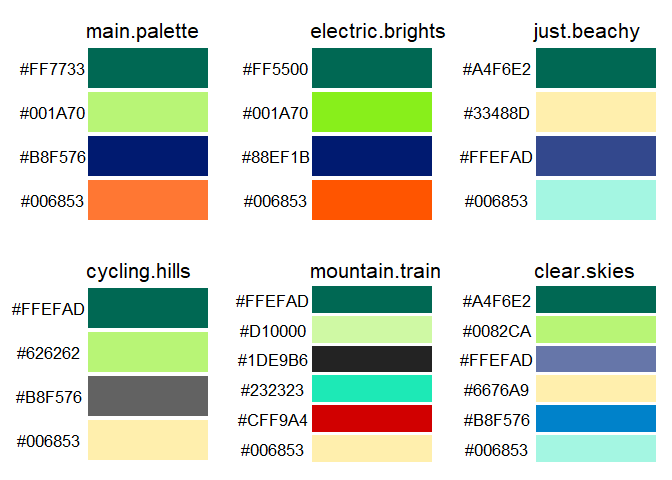 main.palette
#FF7733
#001A70
#B8F576
#006853
electric.brights
#FF5500
#001A70
#88EF1B
#006853
just.beachy
#A4F6E2
#33488D
#FFEFAD
#006853
cycling.hills
#FFEFAD
#626262
#B8F576
#006853
mountain.train
#FFEFAD
#D10000
#1DE9B6
#232323
#CFF9A4
#006853
clear.skies
#A4F6E2
#0082CA
#FFEFAD
#6676A9
#B8F576
#006853